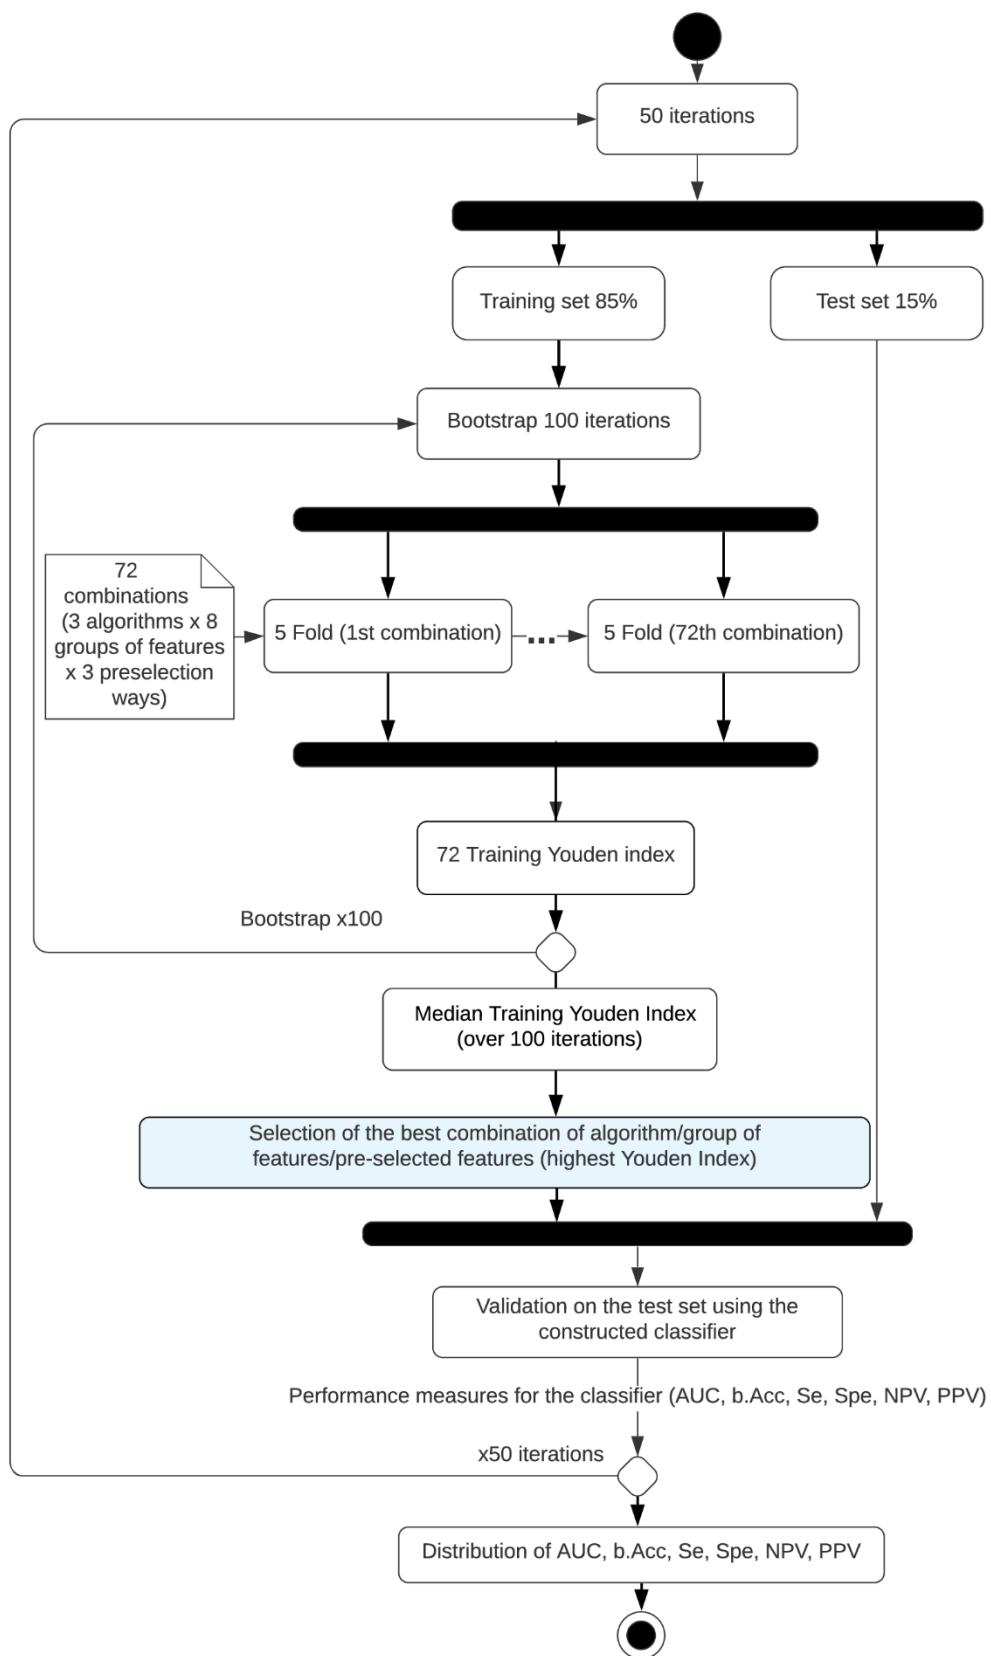 50 iterations
Training set 85%
Test set 15%
Bootstrap 100 iterations
72
combinations
(3 algorithms x 8
groups of features
x 3 preselection
ways)
5 Fold (1st combination)
...
5 Fold (72th combination)
72 Training Youden index
Bootstrap x100
Median Training Youden Index
(over 100 iterations)
Selection of the best combination of algorithm/group of
features/pre-selected features (highest Youden Index)
Validation on the test set using the
constructed classifier
Performance measures for the classifier (AUC, b.Acc, Se, Spe, NPV, PPV)
x50 iterations
Distribution of AUC, b.Acc, Se, Spe, NPV, PPV